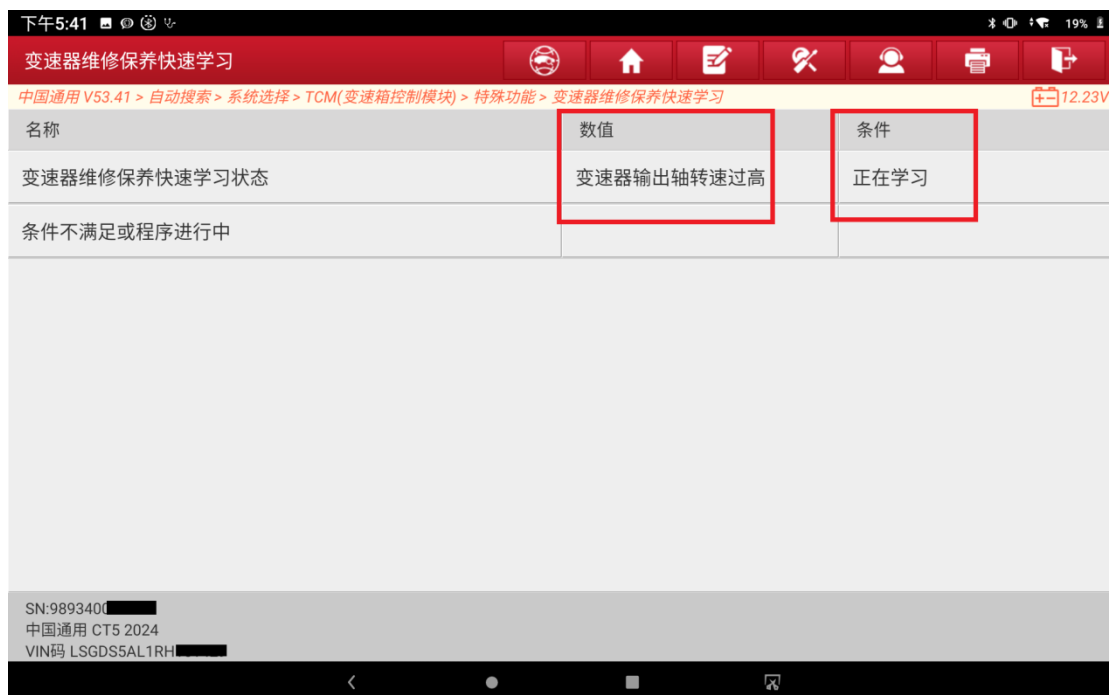 下午5:41
19%
变速器维修保养快速学习
中国通用 V53.41 > 自动搜索 > 系统选择 > TCM(变速箱控制模块) > 特殊功能 > 变速器维修保养快速学习
12.23V
名称 数值 条件
变速器维修保养快速学习状态 变速器输出轴转速过高 正在学习
条件不满足或程序进行中
SN:9893400
中国通用 CT5 2024
VIN码 LSGDS5AL1RH